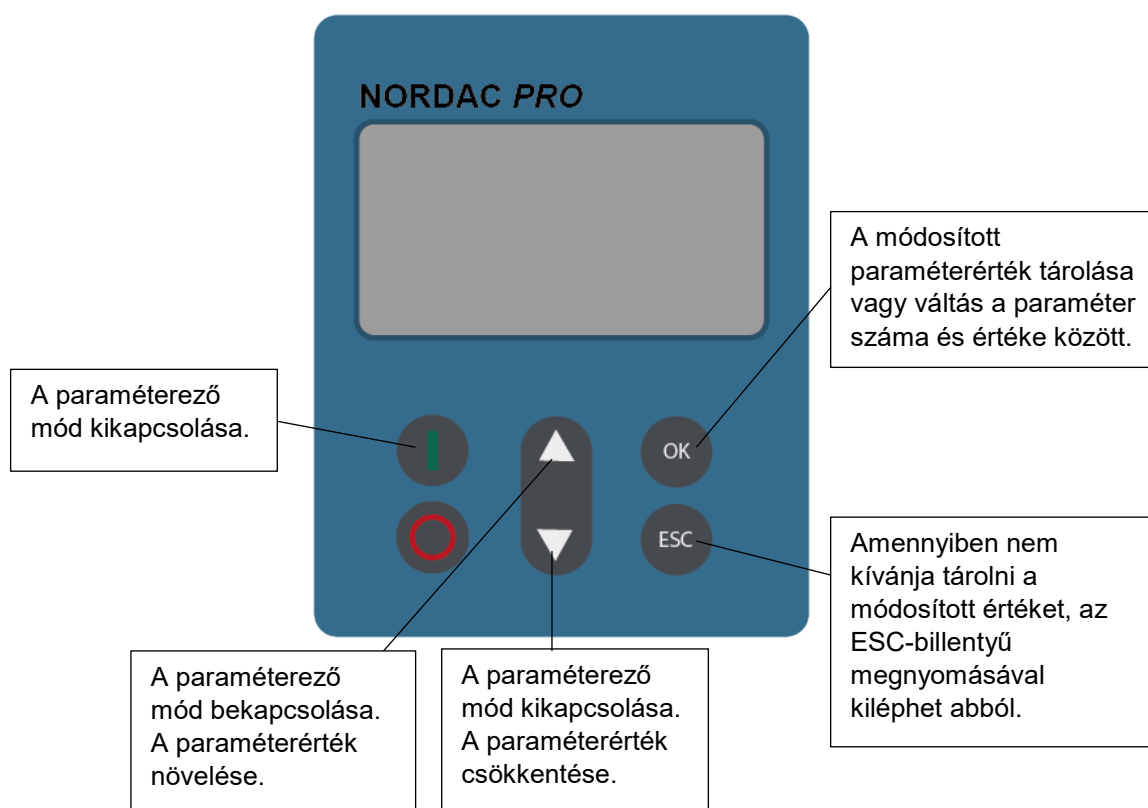 NORDAC PRO
A módosított
paraméterérték tárolása
vagy váltás a paraméter
száma és értéke között.
A paraméterező
mód kikapcsolása.
OK
ESC
Amennyiben nem
kívánja tárolni a
módosított értéket, az
ESC-billentyű
megnyomásával
kiléphet abból.
A paraméterező
mód bekapcsolása.
A paraméterérték
növelése.
A paraméterező
mód kikapcsolása.
A paraméterérték
csökkentése.